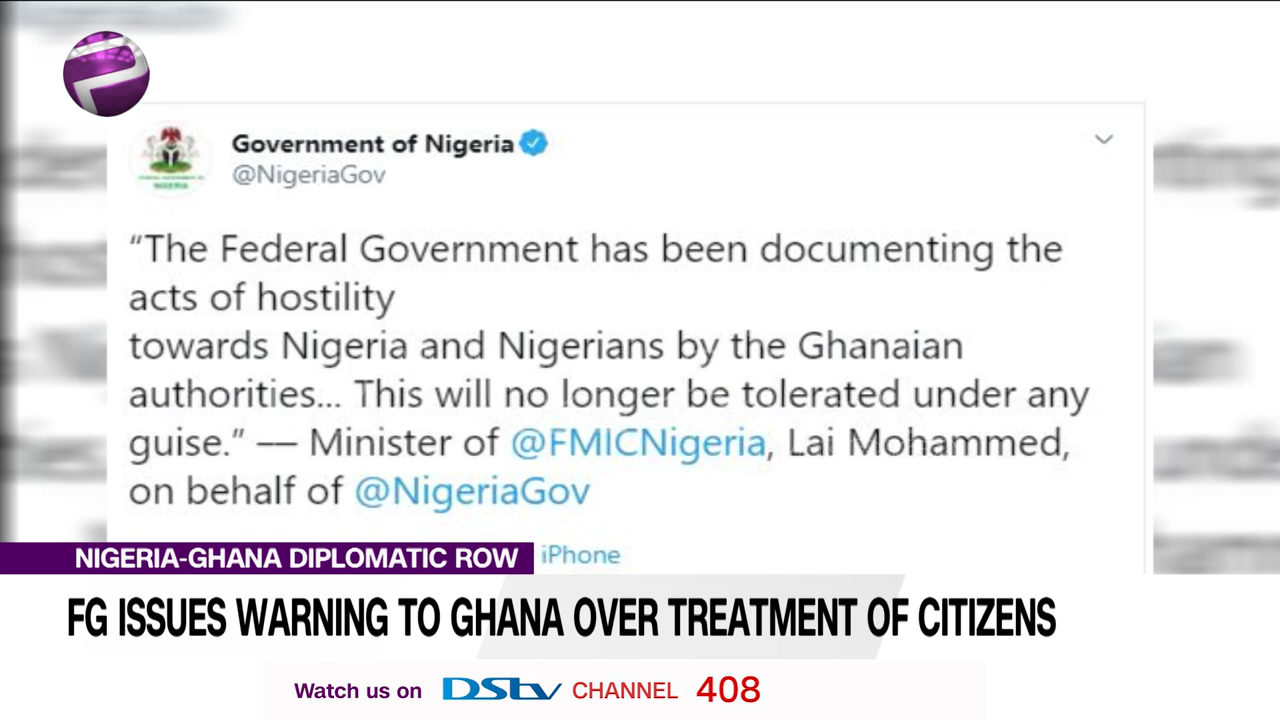 Government of Nigeria
@NigeriaGov
“The Federal Government has been documenting the
acts of hostility
towards Nigeria and Nigerians by the Ghanaian
authorities... This will no longer be tolerated under any
guise.” –– Minister of @FMICNigeria, Lai Mohammed,
on behalf of @NigeriaGov
iPhone
NIGERIA-GHANA DIPLOMATIC ROW
FG ISSUES WARNING TO GHANA OVER TREATMENT OF CITIZENS
Watch us on DStv CHANNEL 408